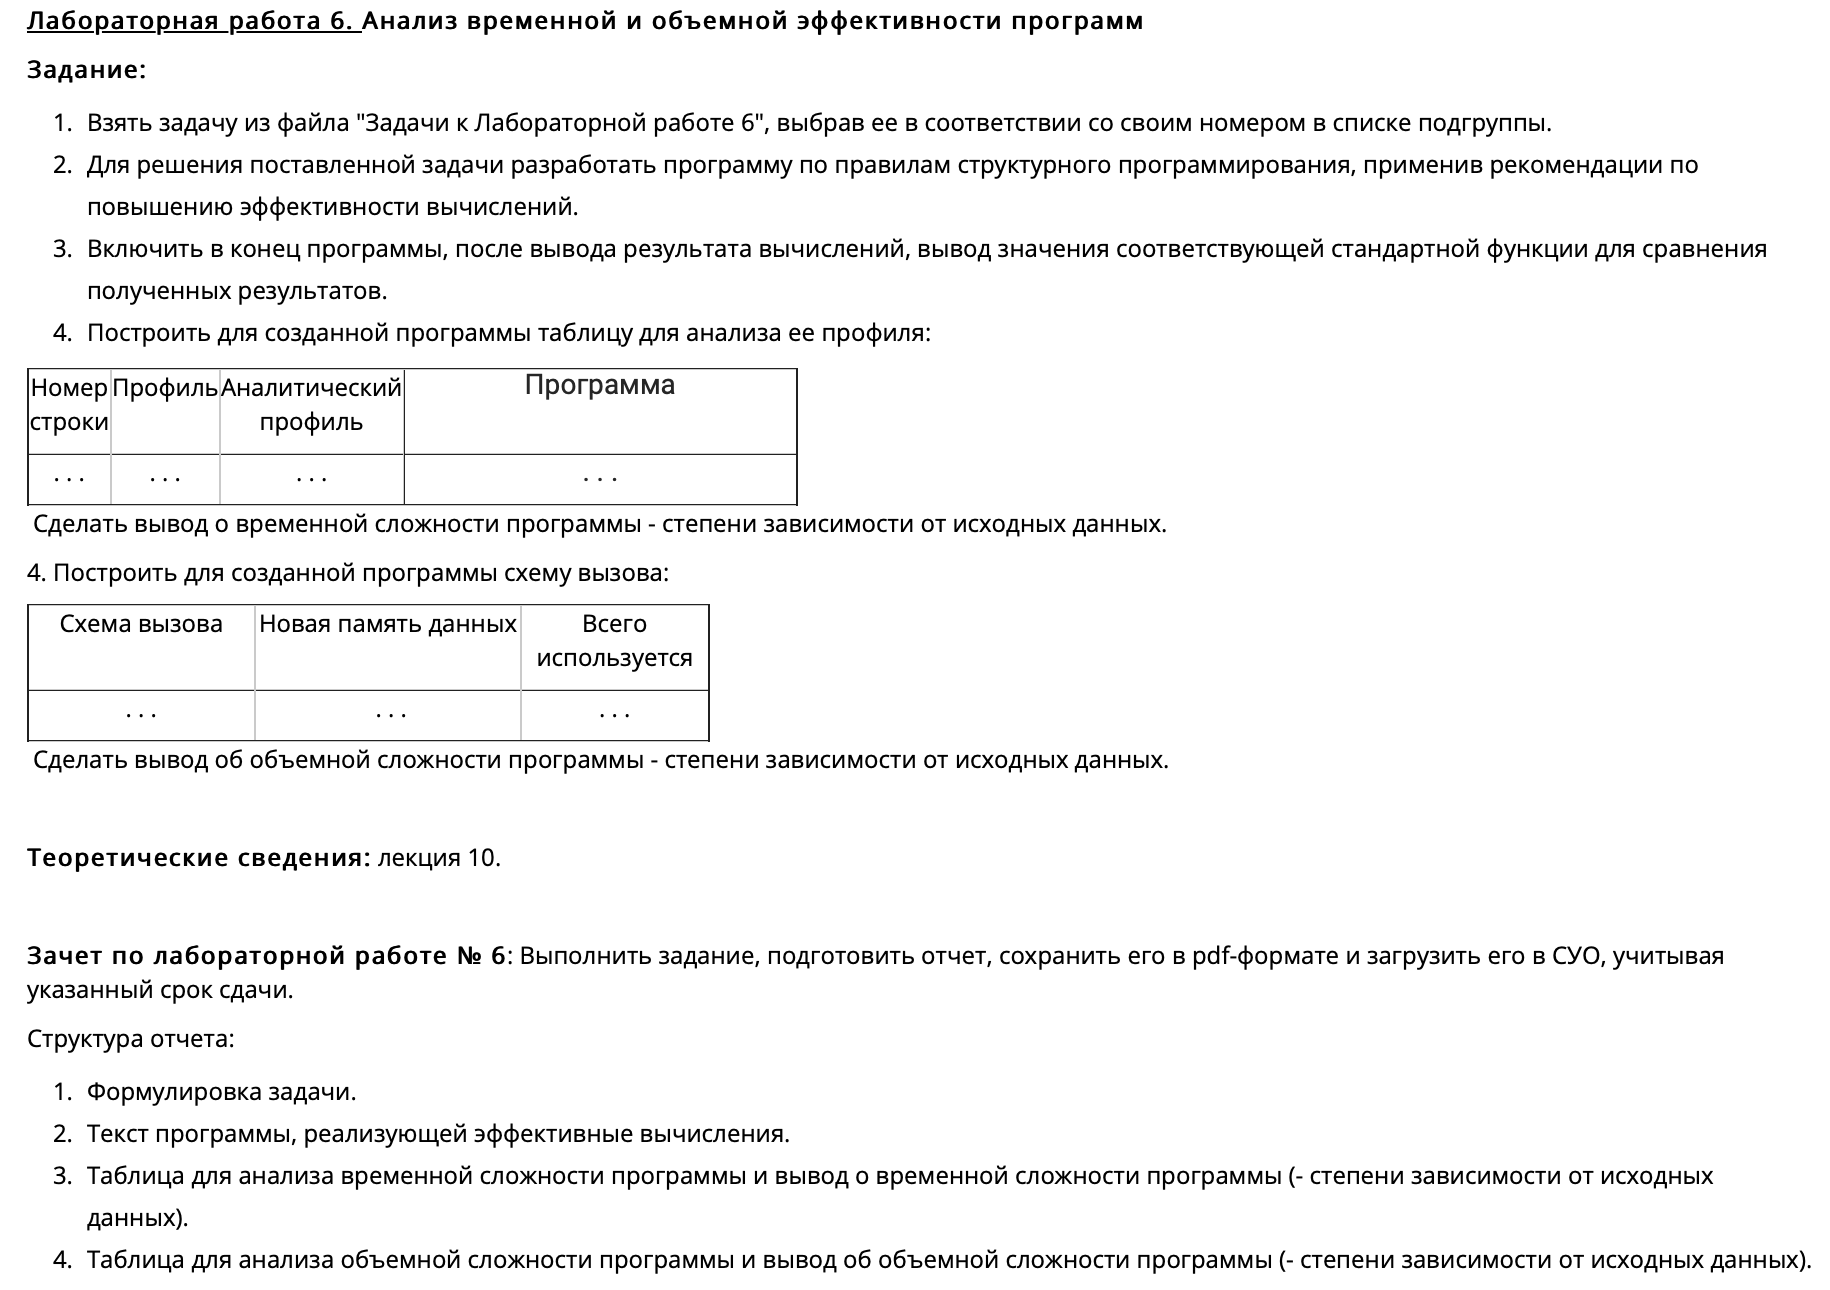 Лабораторная работа 6. Анализ временной и объемной эффективности программ
Задание:
1. Взять задачу из файла "Задачи к Лабораторной работе 6", выбрав ее в соответствии со своим номером в списке подгруппы.
2. Для решения поставленной задачи разработать программу по правилам структурного программирования, применив рекомендации по
повышению эффективности вычислений.
3. Включить в конец программы, после вывода результата вычислений, вывод значения соответствующей стандартной функции для сравнения
полученных результатов.
4. Построить для созданной программы таблицу для анализа ее профиля:
Номер Профиль Аналитический Программа
строки профиль
. . . . . . . . . . . .
Сделать вывод о временной сложности программы - степени зависимости от исходных данных.
4. Построить для созданной программы схему вызова:
Схема вызова Новая память данных Всего
используется
. . . . . . . . .
Сделать вывод об объемной сложности программы - степени зависимости от исходных данных.
Теоретические сведения: лекция 10.
Зачет по лабораторной работе № 6: Выполнить задание, подготовить отчет, сохранить его в pdf-формате и загрузить его в СУО, учитывая
указанный срок сдачи.
Структура отчета:
1. Формулировка задачи.
2. Текст программы, реализующей эффективные вычисления.
3. Таблица для анализа временной сложности программы и вывод о временной сложности программы (- степени зависимости от исходных
данных).
4. Таблица для анализа объемной сложности программы и вывод об объемной сложности программы (- степени зависимости от исходных данных).